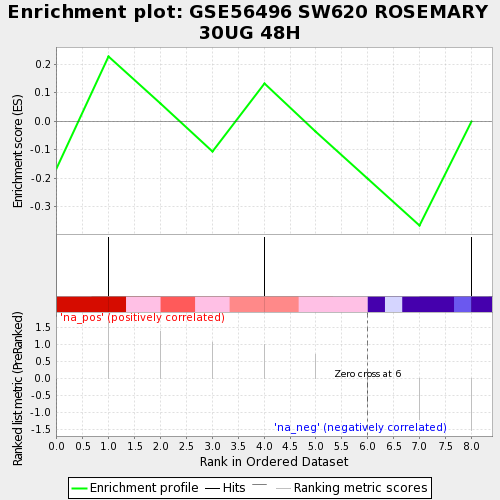 Enrichment plot: GSE56496 SW620 ROSEMARY
30UG 48H
Enrichment score (ES)
0.2
0.1
0.0
-0.1
-0.2
-0.3
'na_pos' (positively correlated)
Ranked list metric (PreRanked)
1.5
1.0
0.5
0.0
-0.5
-1.0
-1.5
Zero cross at 6
'na_neg' (negatively correlated)
0.0 0.5 1.0 1.5 2.0 2.5 3.0 3.5 4.0 4.5 5.0 5.5 6.0 6.5 7.0 7.5 8.0
Rank in Ordered Dataset
Enrichment profile Hits Ranking metric scores